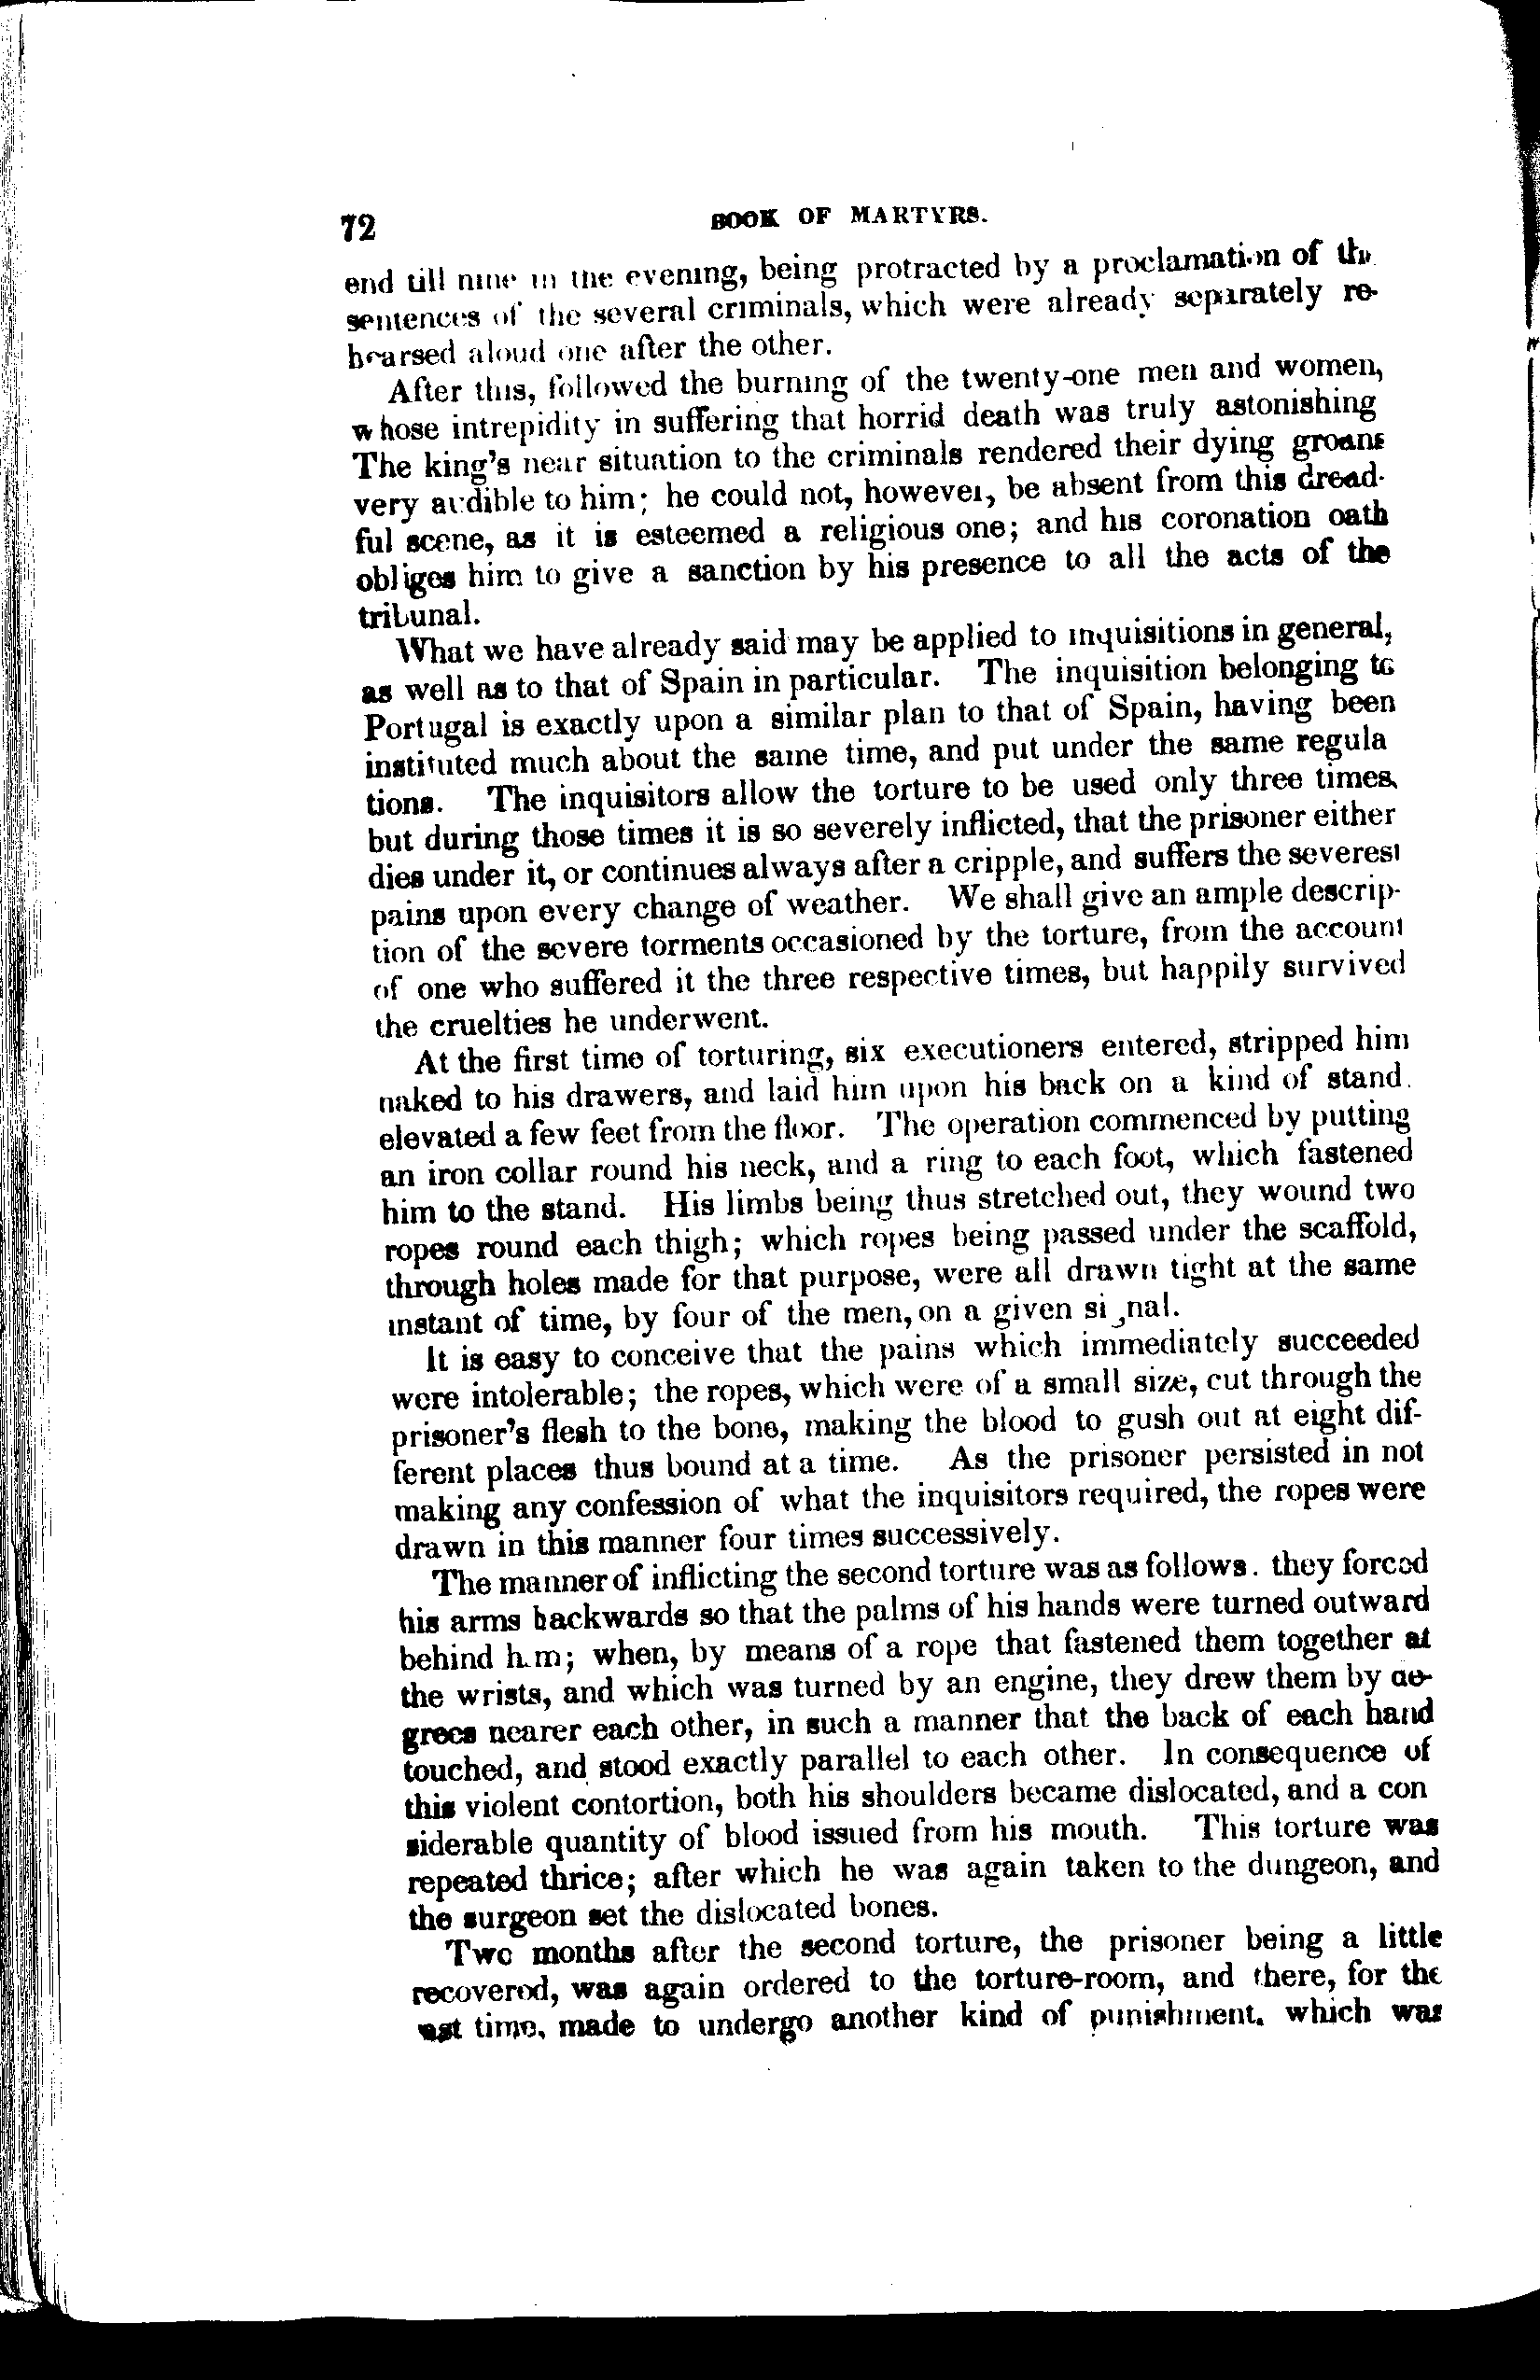 72 BOOK OF MARTYRS.
end till nine in the evening, being protracted by a proclamation of the
sentences of the several criminals, which were already separately re-
hearsed aloud one after the other.
After this, followed the burning of the twenty-one men and women,
whose intrepidity in suffering that horrid death was truly astonishing
The king's near situation to the criminals rendered their dying groans
very audible to him; he could not, however, be absent from this dread-
ful scene, as it is esteemed a religious one; and his coronation oath
obliges him to give a sanction by his presence to all the acts of the
tribunal.
What we have already said may be applied to inquisitions in general,
as well as to that of Spain in particular. The inquisition belonging to
Portugal is exactly upon a similar plan to that of Spain, having been
instituted much about the same time, and put under the same regula
tions. The inquisitors allow the torture to be used only three times,
but during those times it is so severely inflicted, that the prisoner either
dies under it, or continues always after a cripple, and suffers the severest
pains upon every change of weather. We shall give an ample descrip-
tion of the severe torments occasioned by the torture, from the account
of one who suffered it the three respective times, but happily survived
the cruelties he underwent.
At the first time of torturing, six executioners entered, stripped him
naked to his drawers, and laid him upon his back on a kind of stand.
elevated a few feet from the floor. The operation commenced by putting
an iron collar round his neck, and a ring to each foot, which fastened
him to the stand. His limbs being thus stretched out, they wound two
ropes round each thigh; which ropes being passed under the scaffold,
through holes made for that purpose, were all drawn tight at the same
instant of time, by four of the men, on a given signal.
It is easy to conceive that the pains which immediately succeeded
were intolerable; the ropes, which were of a small size, cut through the
prisoner's flesh to the bone, making the blood to gush out at eight dif-
ferent places thus bound at a time. As the prisoner persisted in not
making any confession of what the inquisitors required, the ropes were
drawn in this manner four times successively.
The manner of inflicting the second torture was as follows. they forced
his arms backwards so that the palms of his hands were turned outward
behind him; when, by means of a rope that fastened them together at
the wrists, and which was turned by an engine, they drew them by de-
grees nearer each other, in such a manner that the back of each hand
touched, and stood exactly parallel to each other. In consequence of
this violent contortion, both his shoulders became dislocated, and a con
siderable quantity of blood issued from his mouth. This torture was
repeated thrice; after which he was again taken to the dungeon, and
the surgeon set the dislocated bones.
Two months after the second torture, the prisoner being a little
recovered, was again ordered to the torture-room, and there, for the
last time, made to undergo another kind of punishment, which was